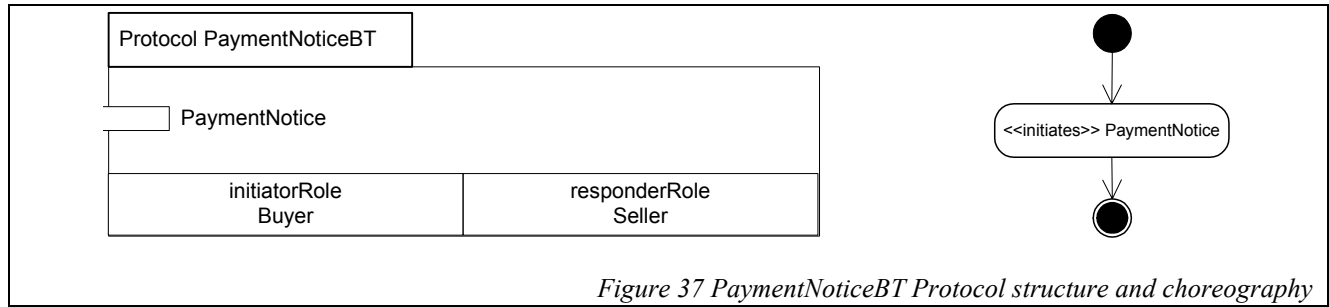 Protocol PaymentNoticeBT
PaymentNotice
initiatorRole
Buyer
responderRole
Seller
<<initiates>> PaymentNotice
Figure 37 PaymentNoticeBT Protocol structure and choreography